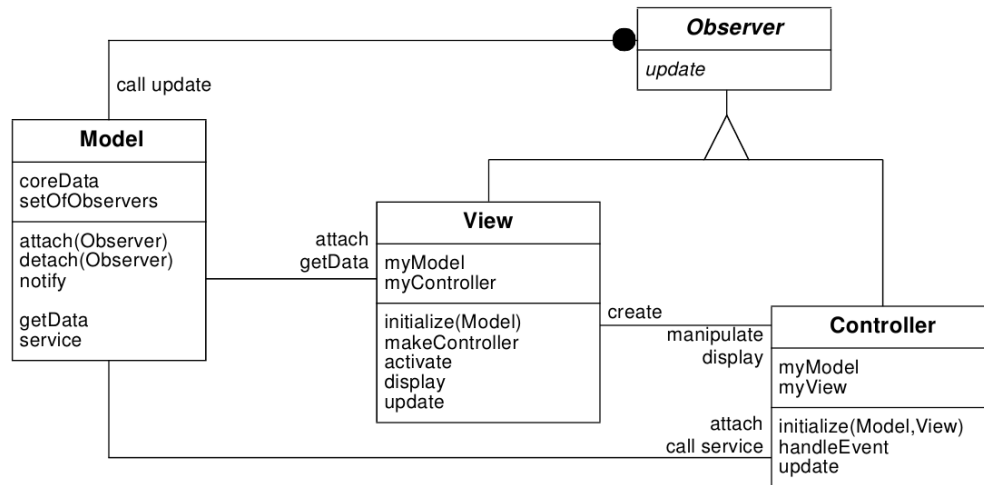 Observer
update
call update
Model
coreData
setOfObservers
attach(Observer)
detach(Observer)
notify
getData
service
attach
getData
View
myModel
myController
initialize(Model)
makeController
activate
display
update
create
manipulate
display
Controller
myModel
myView
initialize(Model,View)
handleEvent
update
attach
call service